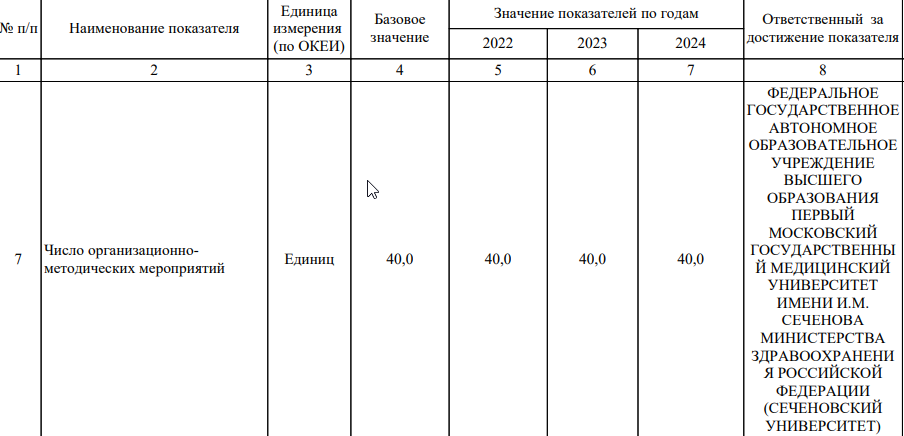 № п/п
Наименование показателя
Единица
измерения
(по ОКЕИ)
Базовое
значение
Значение показателей по годам
2022
2023
2024
Ответственный за
достижение показателя
1
2
3
4
5
6
7
8
7
Число организационно-
методических мероприятий
Единиц
40,0
40,0
40,0
40,0
ФЕДЕРАЛЬНОЕ
ГОСУДАРСТВЕННОЕ
АВТОНОМНОЕ
ОБРАЗОВАТЕЛЬНОЕ
УЧРЕЖДЕНИЕ
ВЫСШЕГО
ОБРАЗОВАНИЯ
ПЕРВЫЙ
МОСКОВСКИЙ
ГОСУДАРСТВЕННЫ
Й МЕДИЦИНСКИЙ
УНИВЕРСИТЕТ
ИМЕНИ И.М.
СЕЧЕНОВА
МИНИСТЕРСТВА
ЗДРАВООХРАНЕНИ
Я РОССИЙСКОЙ
ФЕДЕРАЦИИ
(СЕЧЕНОВСКИЙ
УНИВЕРСИТЕТ)